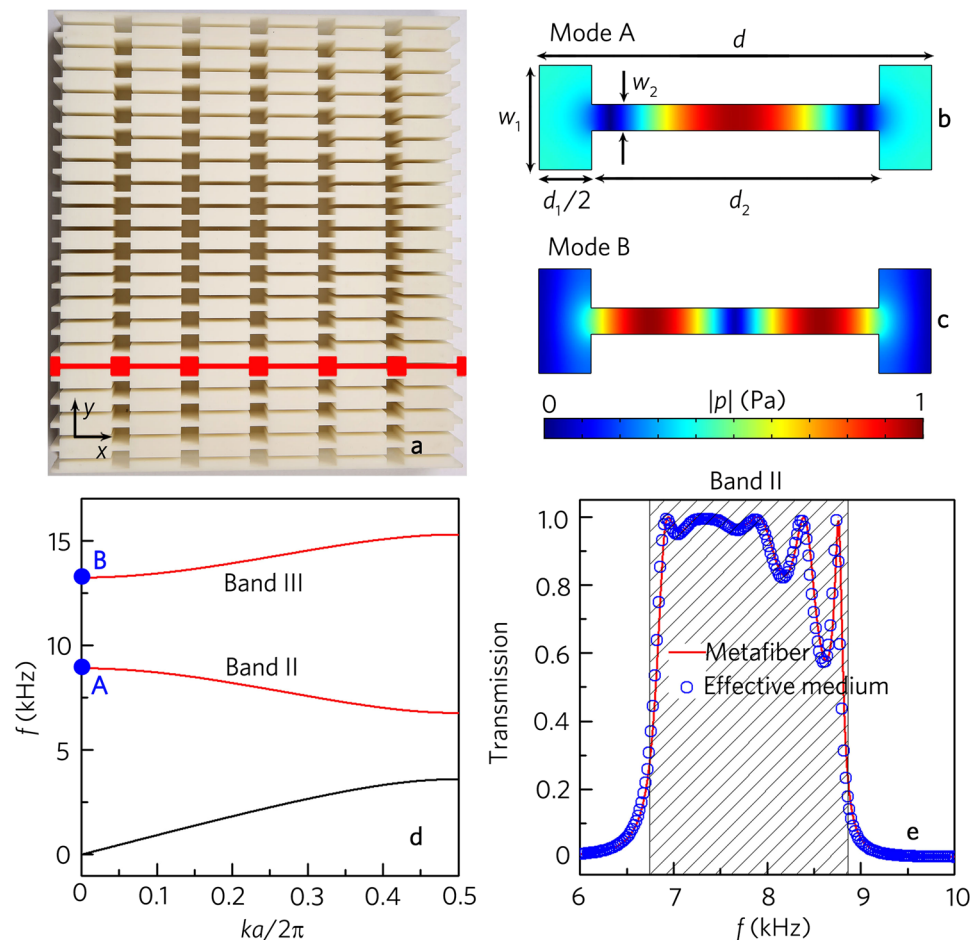 y
x
a
Mode A
d
w₁
w₂
b
d₁/2
d₂
Mode B
c
0
|p| (Pa)
1
15
10
5
0
f (kHz)
B
Band III
Band II
A
d
0
0.1
0.2
0.3
0.4
0.5
ka/2π
Band II
1.0
0.8
0.6
0.4
0.2
0
Transmission
Metafiber
Effective medium
e
6
7
8
9
10
f (kHz)